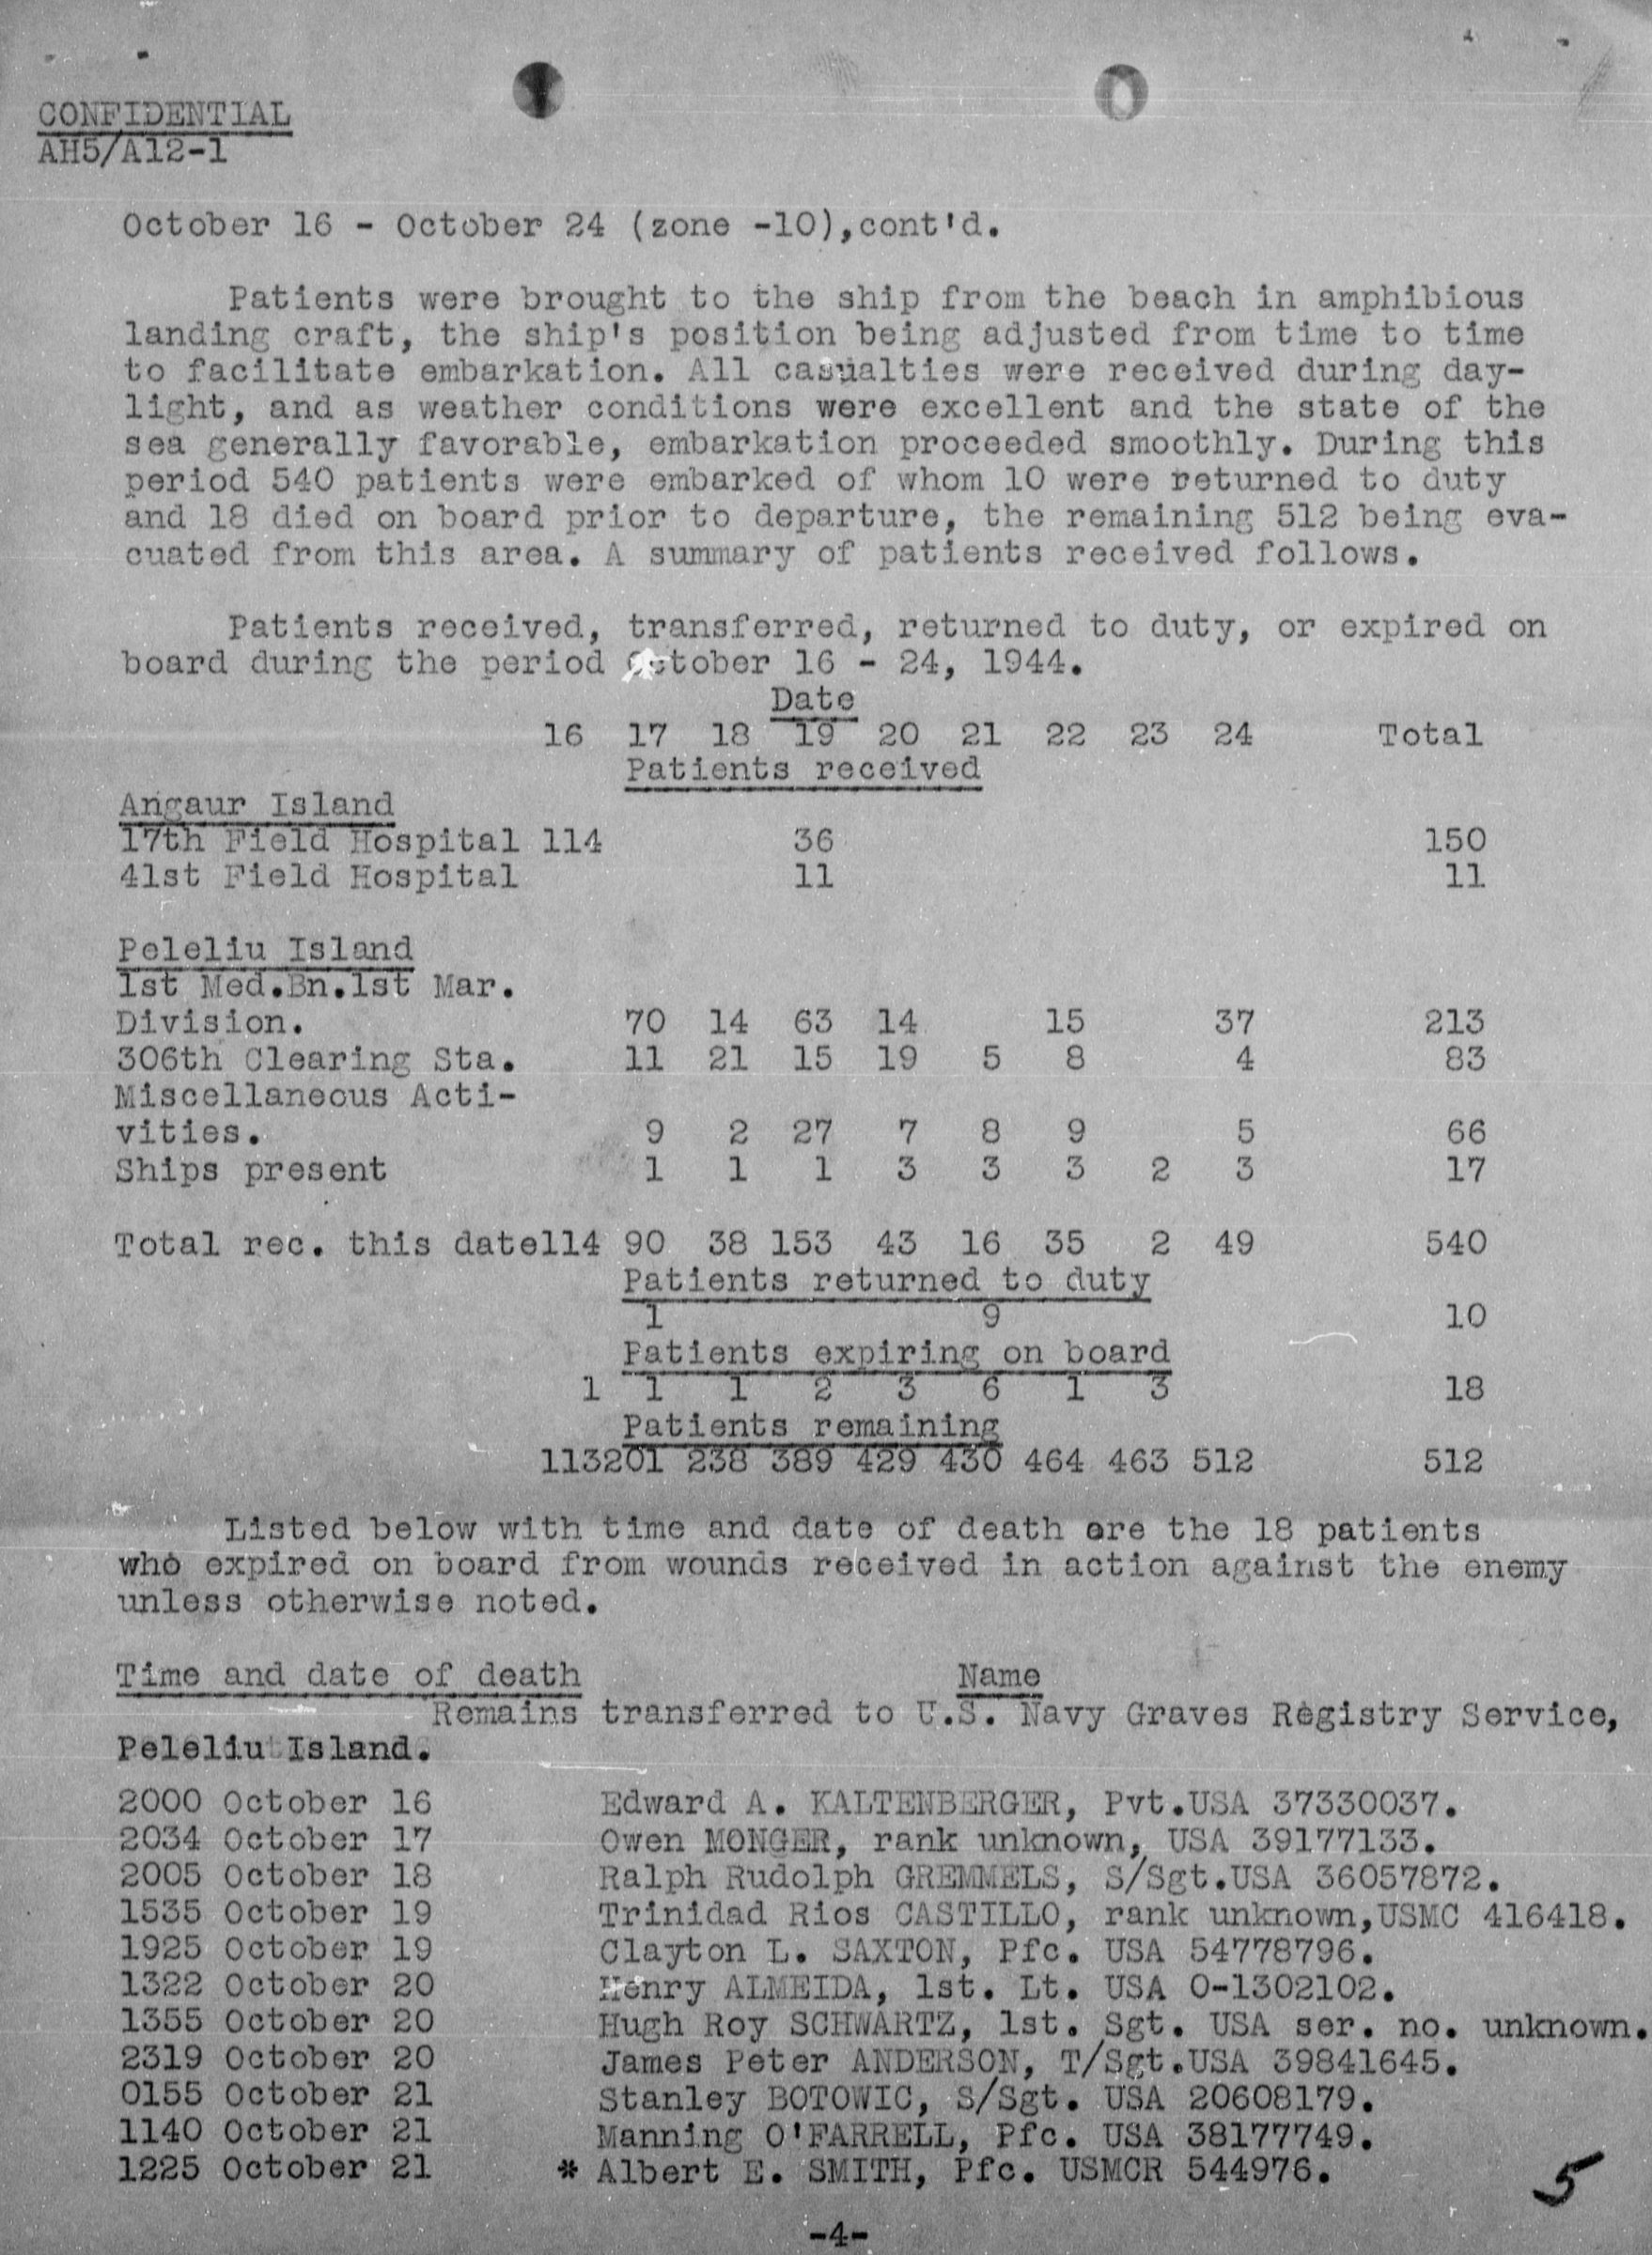 CONFIDENTIAL
AH5/A12-1
October 16 - October 24 (zone -10),cont'd.
Patients were brought to the ship from the beach in amphibious
landing craft, the ship's position being adjusted from time to time
to facilitate embarkation. All casualties were received during day-
light, and as weather conditions were excellent and the state of the
sea generally favorable, embarkation proceeded smoothly. During this
period 540 patients were embarked of whom 10 were returned to duty
and 18 died on board prior to departure, the remaining 512 being eva-
cuated from this area. A summary of patients received follows.
Patients received, transferred, returned to duty, or expired on
board during the period October 16 - 24, 1944.
Date
16 17 18 19 20 21 22 23 24 Total
Patients received
Angaur Island
17th Field Hospital 114 36 150
41st Field Hospital 11 11
Peleliu Island
1st Med.Bn.1st Mar.
Division. 70 14 63 14 15 37 213
306th Clearing Sta. 11 21 15 19 5 8 4 83
Miscellaneous Acti-
vities. 9 2 27 7 8 9 5 66
Ships present 1 1 1 3 3 3 2 3 17
Total rec. this date114 90 38 153 43 16 35 2 49 540
Patients returned to duty
1 9 10
Patients expiring on board
1 1 1 2 3 6 1 3 18
Patients remaining
113201 238 389 429 430 464 463 512 512
Listed below with time and date of death are the 18 patients
who expired on board from wounds received in action against the enemy
unless otherwise noted.
Time and date of death Name
Remains transferred to U.S. Navy Graves Registry Service,
Peleliu Island.
2000 October 16 Edward A. KALTENBERGER, Pvt.USA 37330037.
2034 October 17 Owen MONGER, rank unknown, USA 39177133.
2005 October 18 Ralph Rudolph GREMMELS, S/Sgt.USA 36057872.
1535 October 19 Trinidad Rios CASTILLO, rank unknown,USMC 416418.
1925 October 19 Clayton L. SAXTON, Pfc. USA 54778796.
1322 October 20 Henry ALMEIDA, 1st. Lt. USA O-1302102.
1355 October 20 Hugh Roy SCHWARTZ, 1st. Sgt. USA ser. no. unknown.
2319 October 20 James Peter ANDERSON, T/Sgt.USA 39841645.
0155 October 21 Stanley BOTOWIC, S/Sgt. USA 20608179.
1140 October 21 Manning O'FARRELL, Pfc. USA 38177749.
1225 October 21 * Albert E. SMITH, Pfc. USMCR 544976.
5
-4-